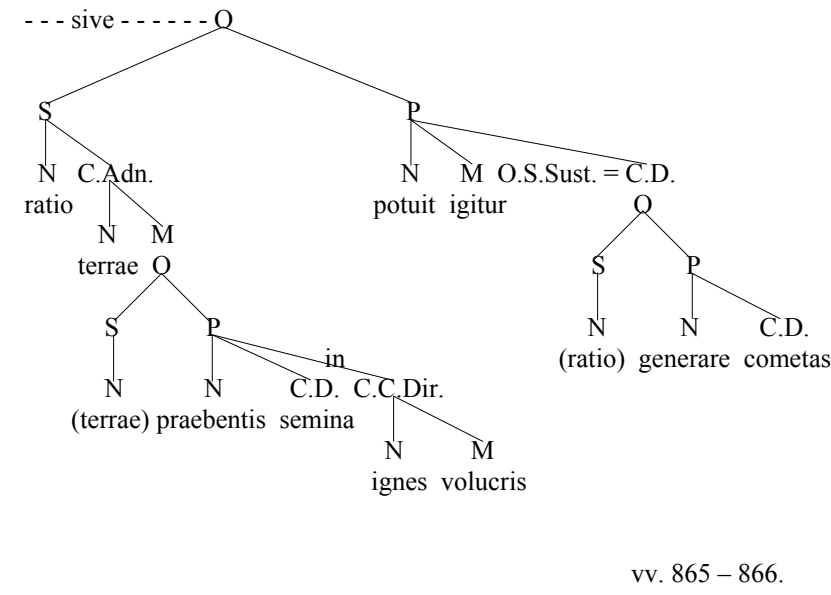 - - - sive - - - - - - O
S P
N C.Adn. N M O.S.Sust. = C.D.
ratio potuit igitur O
N M
terrae O S P
S P N N C.D.
in (ratio) generare cometas
N N C.D. C.C.Dir.
(terrae) praebentis semina
N M
ignes volucris
vv. 865 – 866.